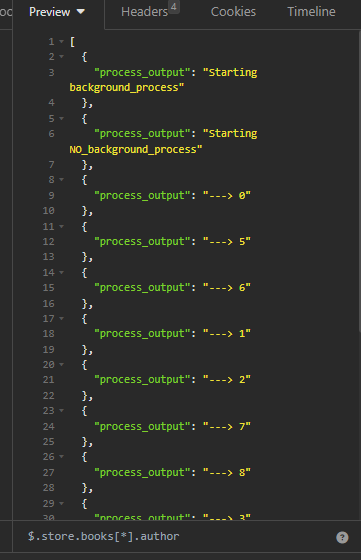 Preview Headers 4 Cookies Timeline
1 [
2 {
3 "process_output": "Starting
background_process"
4 },
5 {
6 "process_output": "Starting
NO_background_process"
7 },
8 {
9 "process_output": "---> 0"
10 },
11 {
12 "process_output": "---> 5"
13 },
14 {
15 "process_output": "---> 6"
16 },
17 {
18 "process_output": "---> 1"
19 },
20 {
21 "process_output": "---> 2"
22 },
23 {
24 "process_output": "---> 7"
25 },
26 {
27 "process_output": "---> 8"
28 },
29 {
30 "process_output": "---> 3"
$.store.books[*].author ?